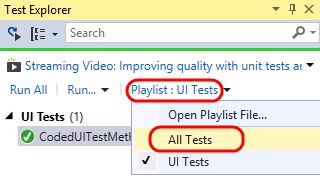 Test Explorer
Search
Streaming Video: Improving quality with unit tests
Run All Run... Playlist : UI Tests
Open Playlist File...
UI Tests (1)
All Tests
CodedUITestMeth
UI Tests